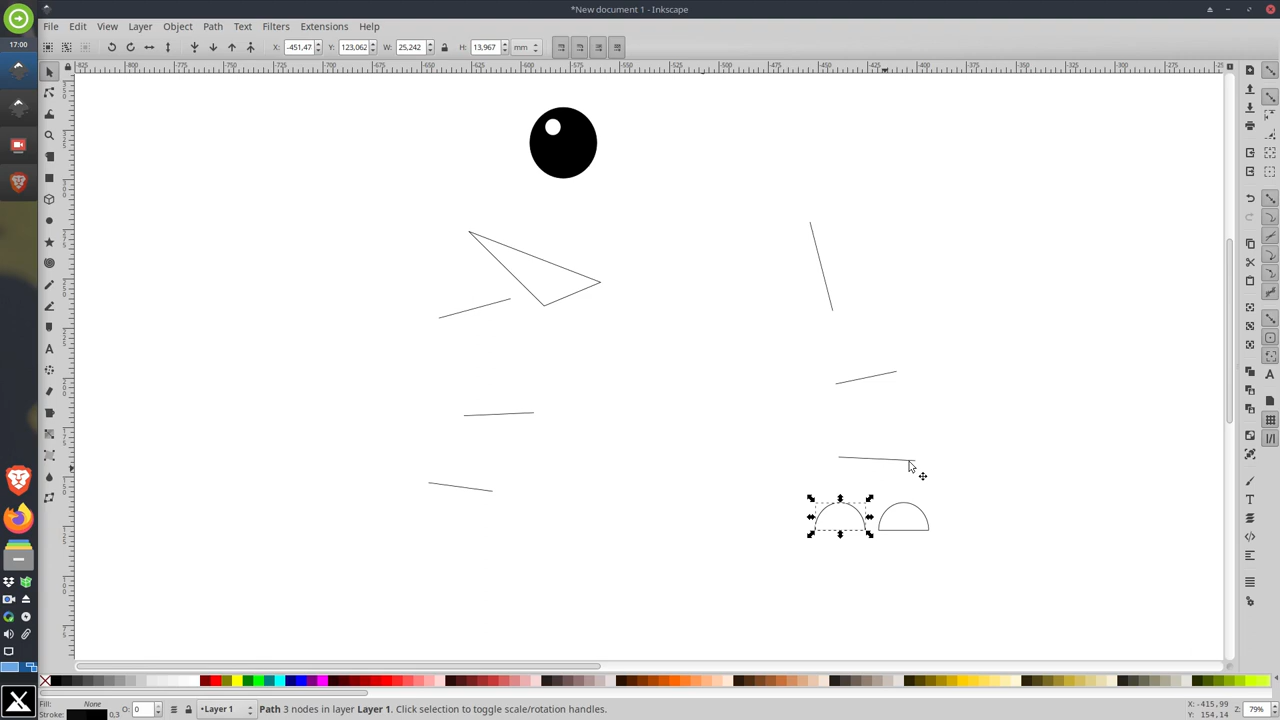 *New document 1 - Inkscape
17:00
File Edit View Layer Object Path Filters Text Extensions Help
X: -451,47 Y: 123,062 W: 25,242 H: 13,967 mm
Fill: None
Stroke: 0,3
O: 0
•Layer 1
Path 3 nodes in layer Layer 1. Click selection to toggle scale/rotation handles.
X: -415,99
Y: 154,14
Z: 79%